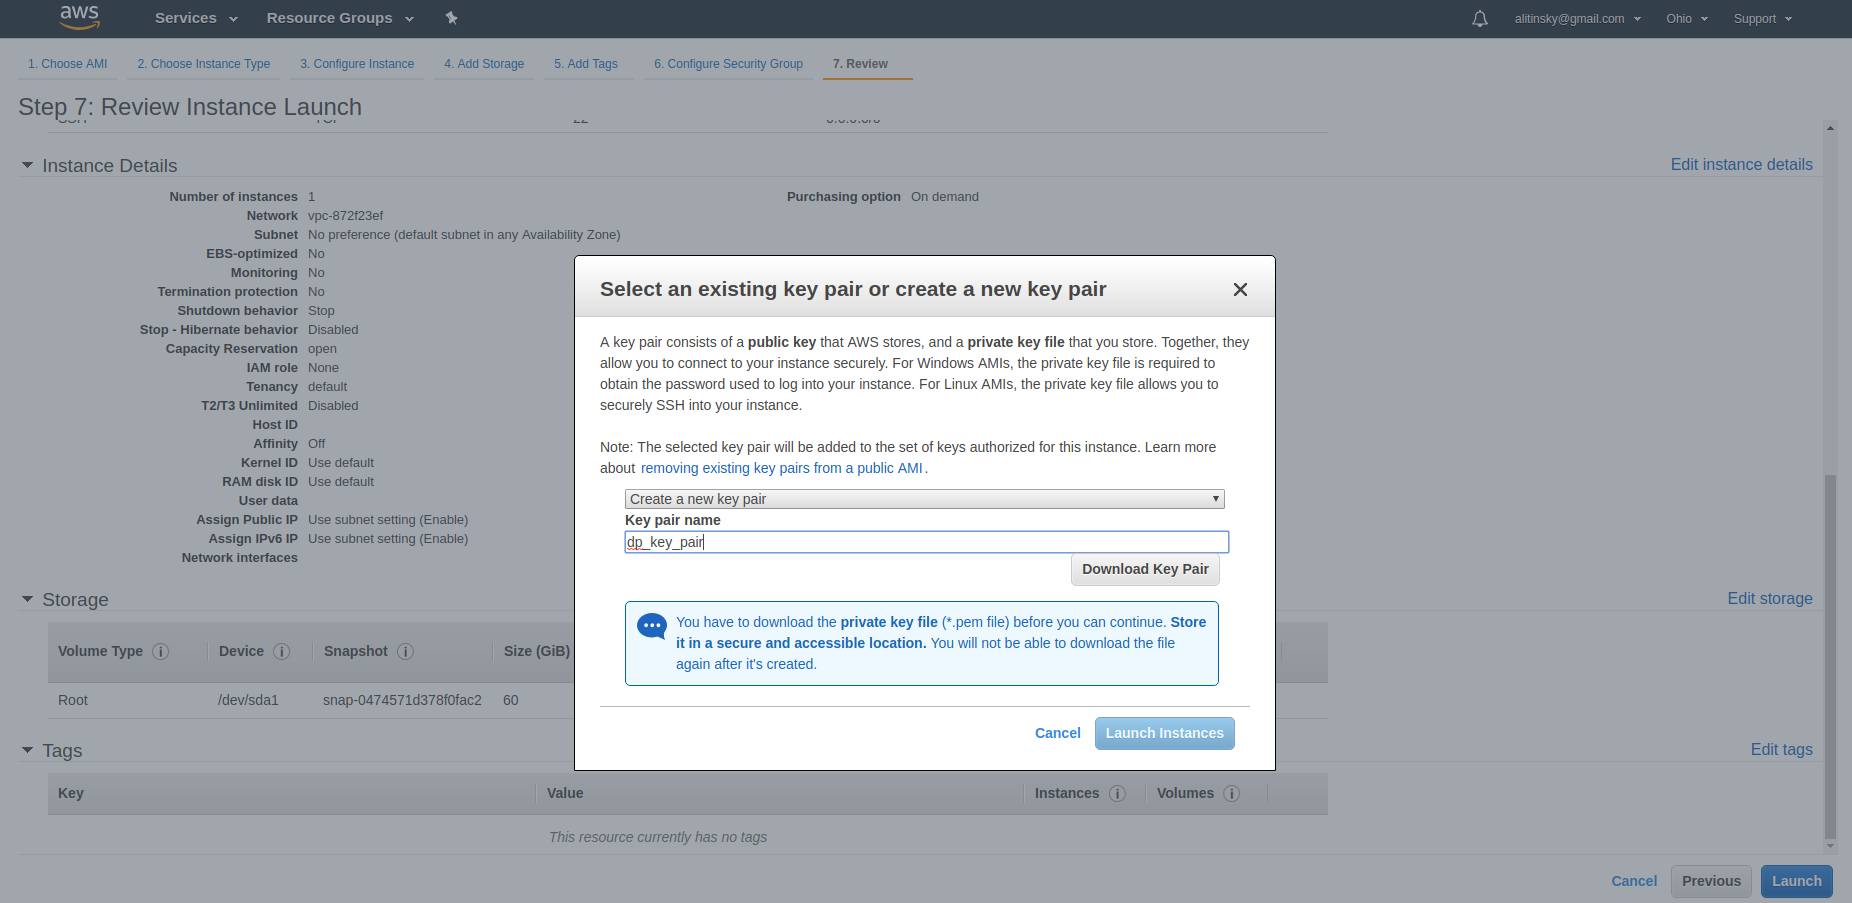 aws Services Resource Groups alitinsky@gmail.com Ohio Support
1. Choose AMI 2. Choose Instance Type 3. Configure Instance 4. Add Storage 5. Add Tags 6. Configure Security Group 7. Review
Step 7: Review Instance Launch
Instance Details Edit instance details
Number of instances 1 Purchasing option On demand
Network vpc-872f23ef
Subnet No preference (default subnet in any Availability Zone)
EBS-optimized No
Monitoring No
Termination protection No
Shutdown behavior Stop
Stop - Hibernate behavior Disabled
Capacity Reservation open
IAM role None
Tenancy default
T2/T3 Unlimited Disabled
Host ID
Affinity Off
Kernel ID Use default
RAM disk ID Use default
User data
Assign Public IP Use subnet setting (Enable)
Assign IPv6 IP Use subnet setting (Enable)
Network interfaces
Storage Edit storage
Volume Type Device Snapshot Size (GiB)
Root /dev/sda1 snap-0474571d378f0fac2 60
Tags Edit tags
Key Value Instances Volumes
This resource currently has no tags
Cancel Previous Launch
Select an existing key pair or create a new key pair
A key pair consists of a public key that AWS stores, and a private key file that you store. Together, they
allow you to connect to your instance securely. For Windows AMIs, the private key file is required to
obtain the password used to log into your instance. For Linux AMIs, the private key file allows you to
securely SSH into your instance.
Note: The selected key pair will be added to the set of keys authorized for this instance. Learn more
about removing existing key pairs from a public AMI.
Create a new key pair
Key pair name
dp_key_pair
Download Key Pair
You have to download the private key file (*.pem file) before you can continue. Store
it in a secure and accessible location. You will not be able to download the file
again after it's created.
Cancel Launch Instances